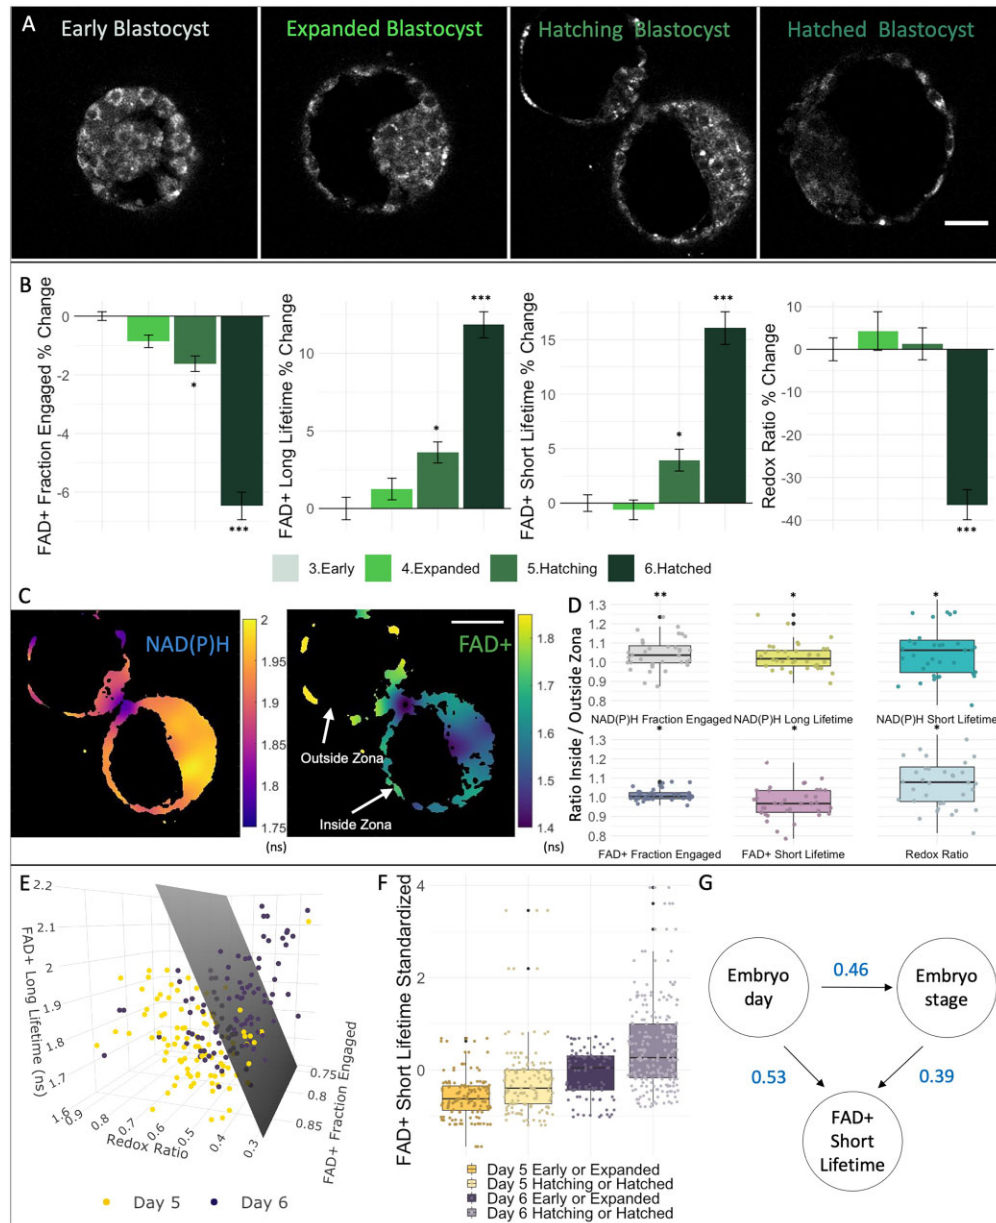 A
Early Blastocyst
Expanded Blastocyst
Hatching Blastocyst
Hatched Blastocyst
B
FAD+ Fraction Engaged % Change
0
-2
-4
-6
*
***
FAD+ Long Lifetime % Change
10
5
0
*
***
FAD+ Short Lifetime % Change
15
10
5
0
*
***
Redox Ratio % Change
10
0
-10
-20
-30
-40
***
3.Early
4.Expanded
5.Hatching
6.Hatched
C
NAD(P)H
2
1.95
1.9
1.85
1.8
1.75
(ns)
FAD+
Outside Zona
Inside Zona
1.8
1.7
1.6
1.5
1.4
(ns)
D
Ratio Inside / Outside Zona
1.3
1.2
1.1
1.0
0.9
0.8
**
*
*
NAD(P)H Fraction Engaged
NAD(P)H Long Lifetime
NAD(P)H Short Lifetime
1.2
1.1
1.0
0.9
0.8
*
*
*
FAD+ Fraction Engaged
FAD+ Short Lifetime
Redox Ratio
E
FAD+ Long Lifetime (ns)
2.2
2.1
2
1.9
1.8
1.7
1.6
0.9
0.8
0.7
0.6
0.5
0.4
0.3
Redox Ratio
0.75
0.8
0.85
FAD+ Fraction Engaged
Day 5
Day 6
F
FAD+ Short Lifetime Standardized
4
2
0
Day 5 Early or Expanded
Day 5 Hatching or Hatched
Day 6 Early or Expanded
Day 6 Hatching or Hatched
G
Embryo
day
0.46
Embryo
stage
0.53
0.39
FAD+
Short
Lifetime